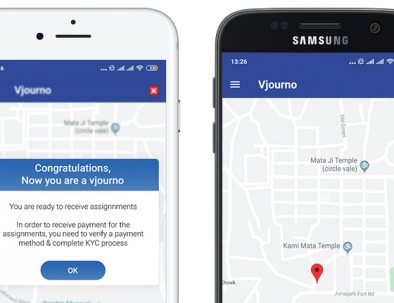 6
Vjourno
Mata Ji Temple
(circle vale)
Congratulations,
Now you are a vjourno
You are ready to receive assignmnents
In order to receive payment for the
assignments, you need to verify a payment
method & complete KYC process
OK
SAMSUNG
13:26
Vjourno
Mata Ji Temple
(circle vale)
Karni Mata Temple
Chowk
Junagarh Fort Rd